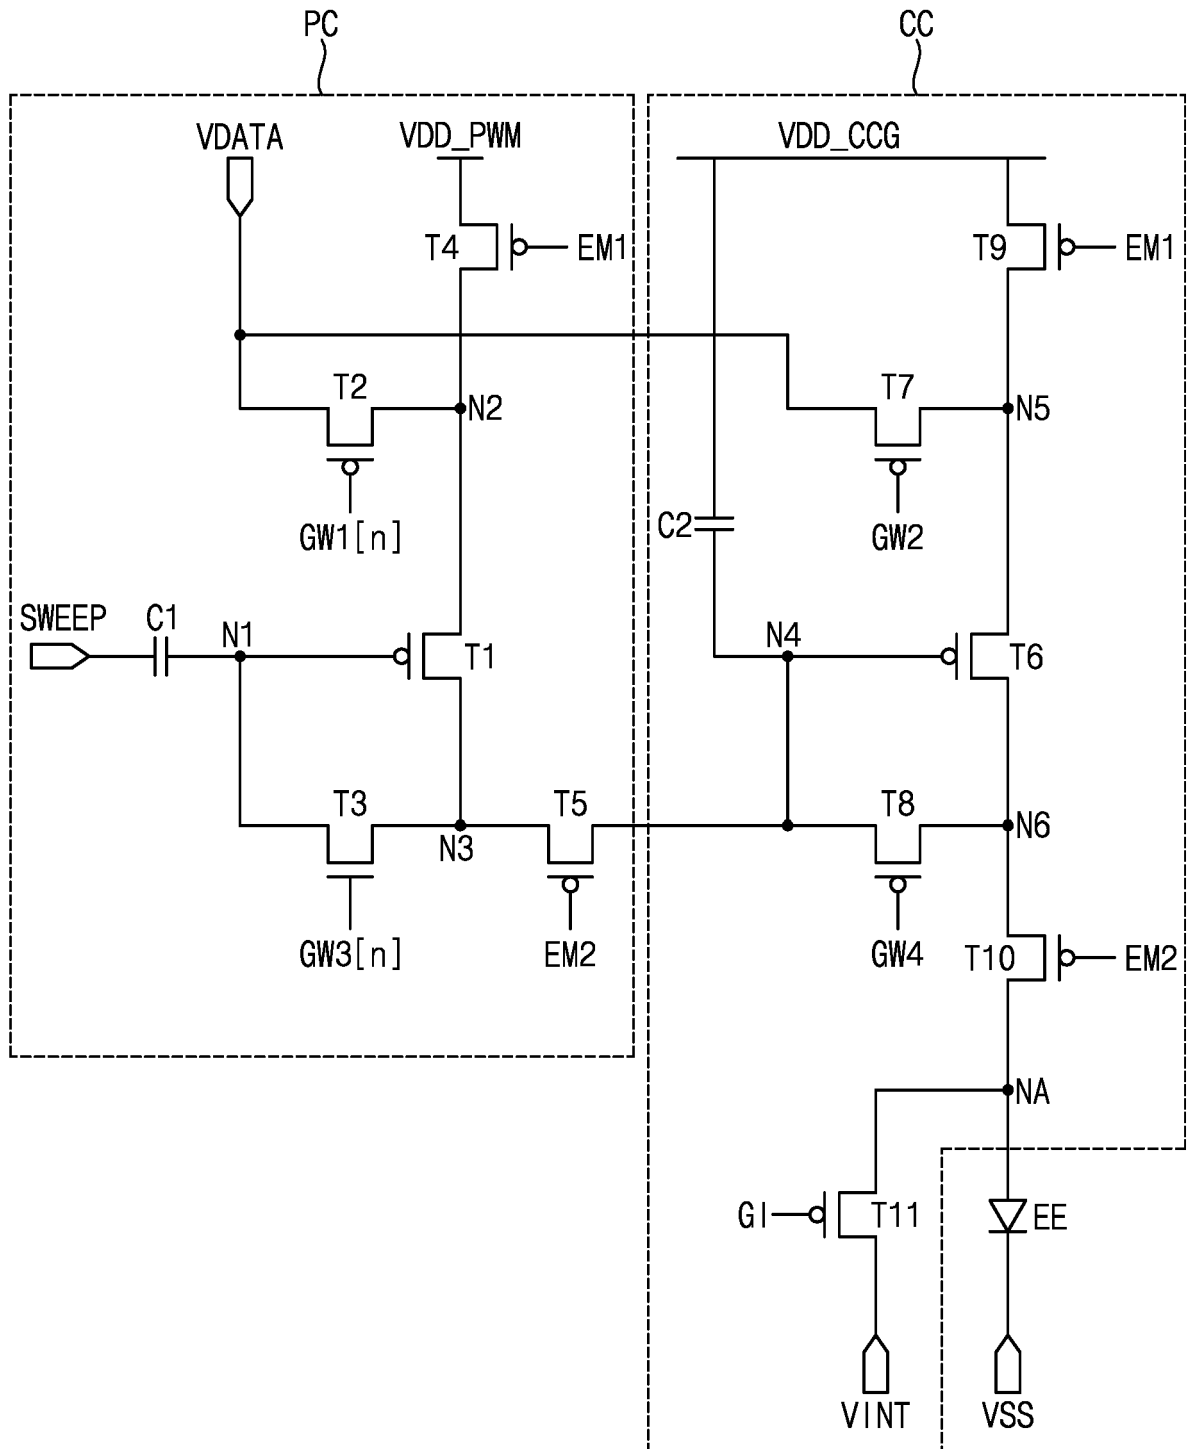 PC
CC
VDATA
VDD_PWM
VDD_CCG
T4
EM1
T9
EM1
T2
N2
T7
N5
GW1[n]
C2
GW2
SWEEP
C1
N1
T1
N4
T6
T3
N3
T5
T8
N6
GW3[n]
EM2
GW4
T10
EM2
NA
GI
T11
EE
VINT
VSS